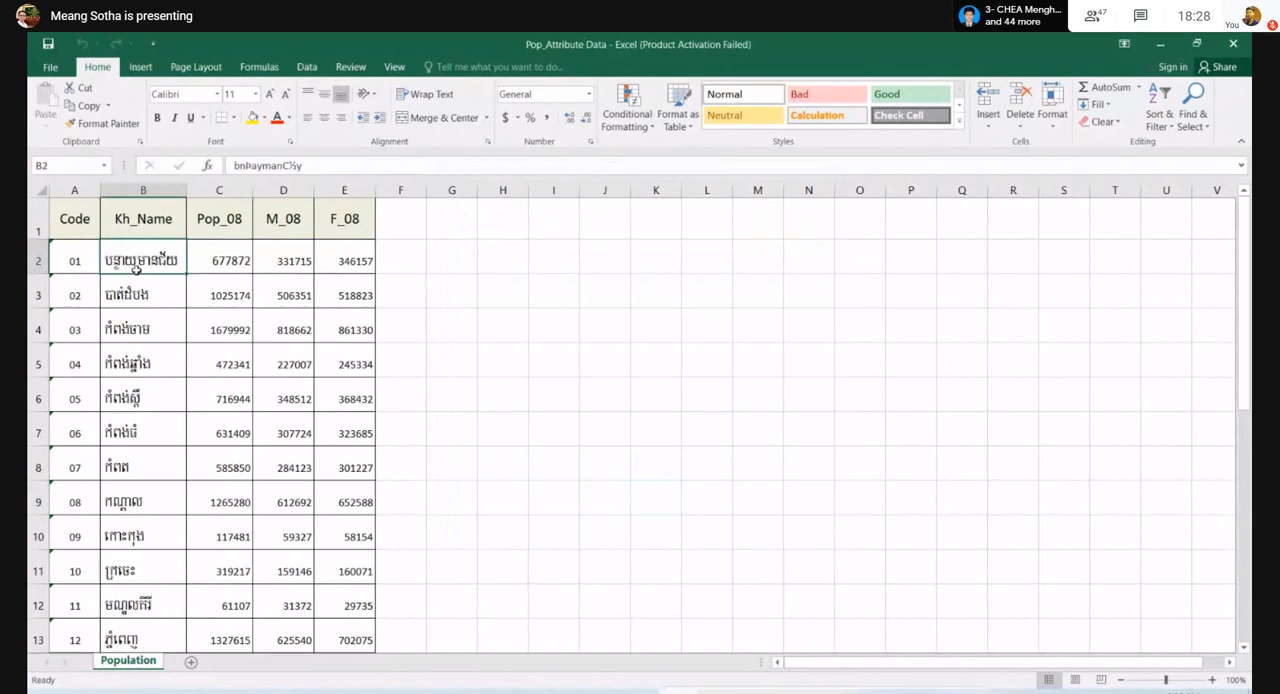 Meang Sotha is presenting
3- CHEA Mengh...
and 44 more
47
18:28
You
Pop_Attribute Data - Excel (Product Activation Failed)
File Home Insert Page Layout Formulas Data Review View Tell me what you want to do...
Sign in Share
Paste
Cut
Copy
Format Painter
Clipboard
Calibri 11
B I U
Font
Wrap Text
Merge & Center
Alignment
General
$ % ,
Number
Conditional Formatting
Format as Table
Normal Bad Good
Neutral Calculation Check Cell
Styles
Insert Delete Format
Cells
AutoSum
Fill
Clear
Sort & Filter
Find & Select
Editing
B2 fx bnÞaymanC½y
A B C D E F G H I J K L M N O P Q R S T U V
1 Code Kh_Name Pop_08 M_08 F_08
2 01 បន្ទាយមានជ័យ 677872 331715 346157
3 02 បាត់ដំបង 1025174 506351 518823
4 03 កំពង់ចាម 1679992 818662 861330
5 04 កំពង់ឆ្នាំង 472341 227007 245334
6 05 កំពង់ស្ពឺ 716944 348512 368432
7 06 កំពង់ធំ 631409 307724 323685
8 07 កំពត 585850 284123 301227
9 08 កណ្តាល 1265280 612692 652588
10 09 កោះកុង 117481 59327 58154
11 10 ក្រចេះ 319217 159146 160071
12 11 មណ្ឌលគិរី 61107 31372 29735
13 12 ភ្នំពេញ 1327615 625540 702075
Population
Ready
100%